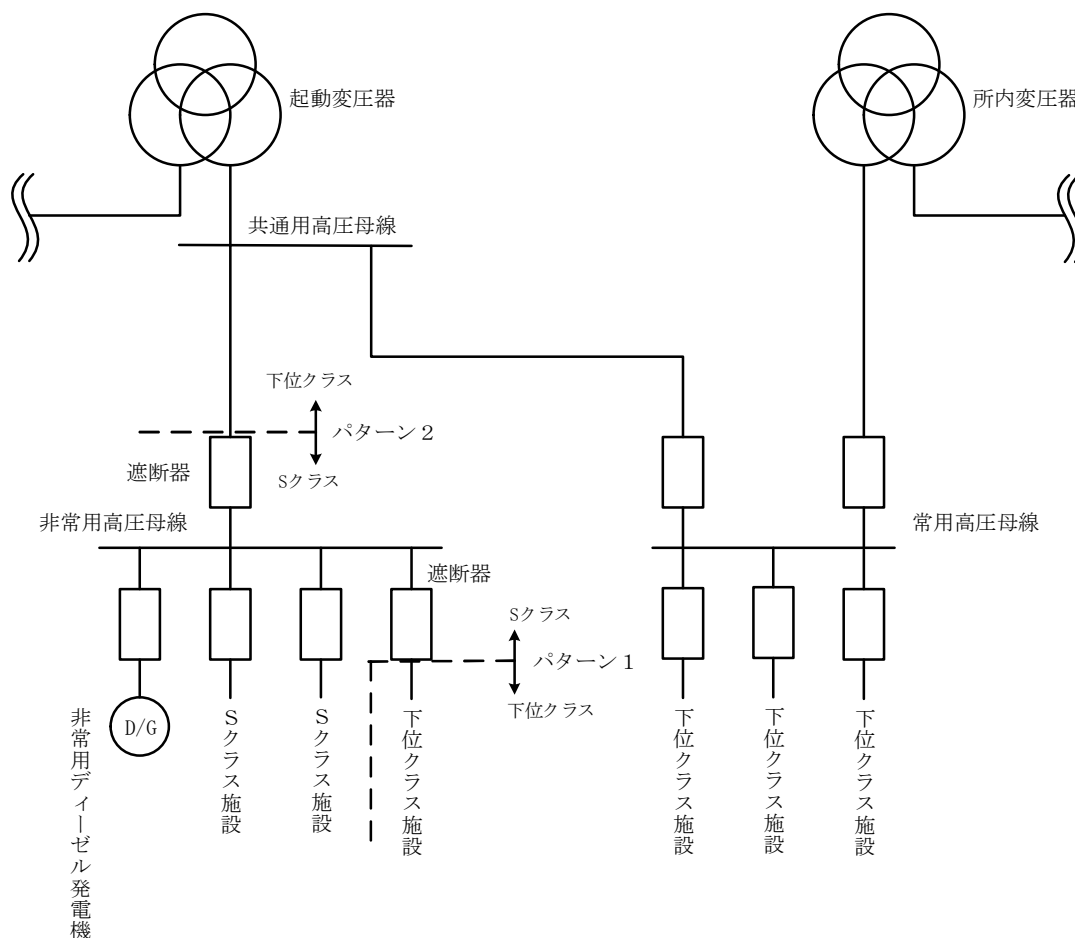 起動変圧器
所内変圧器
共通用高圧母線
下位クラス
パターン２
Sクラス
遮断器
非常用高圧母線
常用高圧母線
遮断器
Sクラス
パターン１
下位クラス
D/G
非常用ディーゼル発電機
Ｓクラス施設
Ｓクラス施設
下位クラス施設
下位クラス施設
下位クラス施設
下位クラス施設